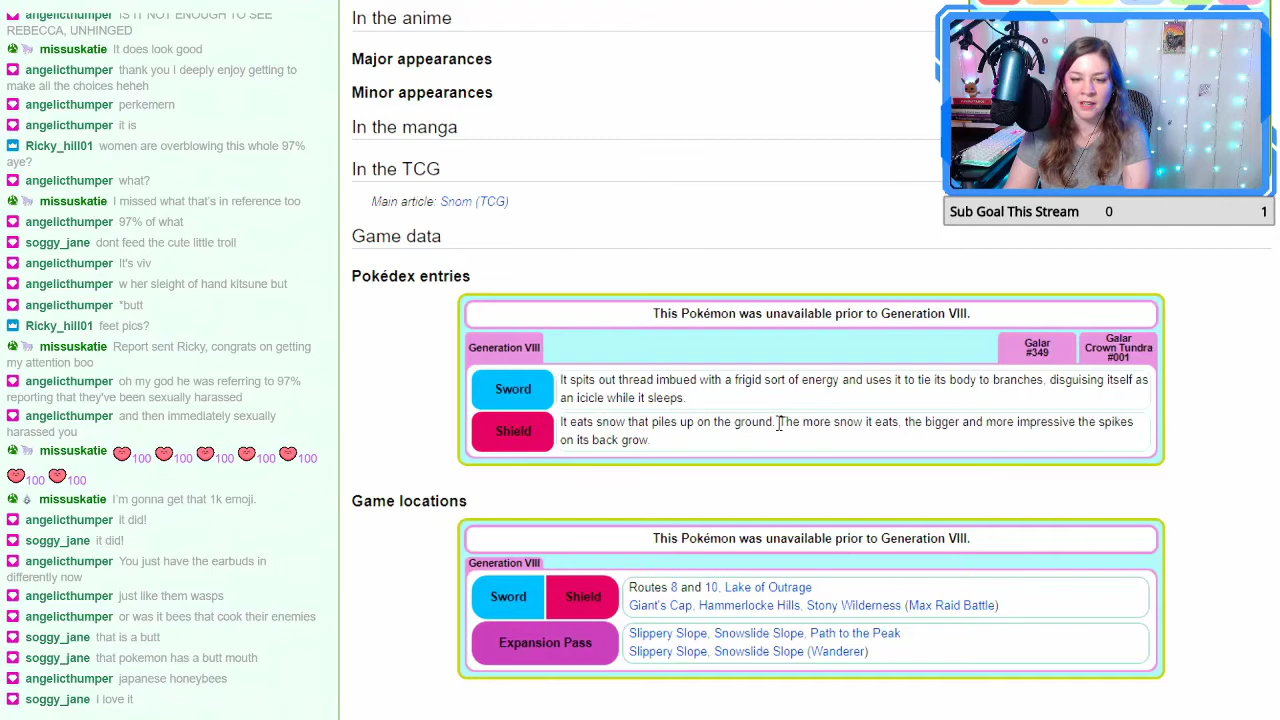 angelicthumper IS IT NOT ENOUGH TO SEE
REBECCA, UNHINGED
missuskatie It does look good
angelicthumper thank you I deeply enjoy getting to
make all the choices heheh
angelicthumper perkemern
angelicthumper it is
Ricky_hill01 women are overblowing this whole 97%
aye?
angelicthumper what?
missuskatie I missed what that's in reference too
angelicthumper 97% of what
soggy_jane dont feed the cute little troll
angelicthumper It's viv
angelicthumper w her sleight of hand kitsune but
angelicthumper *butt
Ricky_hill01 feet pics?
missuskatie Report sent Ricky, congrats on getting
my attention boo
angelicthumper oh my god he was referring to 97%
reporting that they've been sexually harassed
angelicthumper and then immediately sexually
harassed you
missuskatie 100 100 100 100 100
100 100
missuskatie I'm gonna get that 1k emoji.
angelicthumper It did!
soggy_jane it did!
angelicthumper You just have the earbuds in
differently now
angelicthumper just like them wasps
angelicthumper or was it bees that cook their enemies
soggy_jane that is a butt
soggy_jane that pokemon has a butt mouth
angelicthumper japanese honeybees
soggy_jane I love it
In the anime
Major appearances
Minor appearances
In the manga
In the TCG
Main article: Snom (TCG)
Sub Goal This Stream 0 1
Game data
Pokédex entries
This Pokémon was unavailable prior to Generation VIII.
Generation VIII
Galar
#349
Galar
Crown Tundra
#001
Sword
It spits out thread imbued with a frigid sort of energy and uses it to tie its body to branches, disguising itself as
an icicle while it sleeps.
Shield
It eats snow that piles up on the ground. The more snow it eats, the bigger and more impressive the spikes
on its back grow.
Game locations
This Pokémon was unavailable prior to Generation VIII.
Generation VIII
Sword Shield
Routes 8 and 10, Lake of Outrage
Giant's Cap, Hammerlocke Hills, Stony Wilderness (Max Raid Battle)
Expansion Pass
Slippery Slope, Snowslide Slope, Path to the Peak
Slippery Slope, Snowslide Slope (Wanderer)